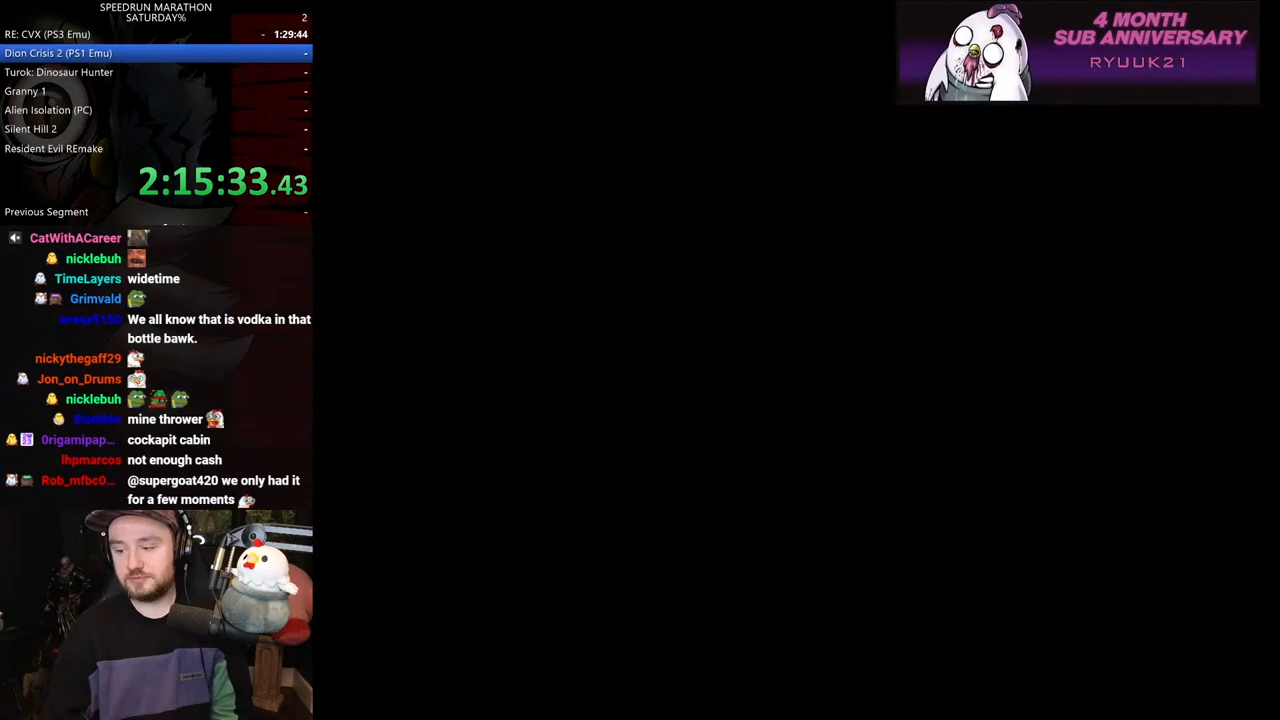 SPEEDRUN MARATHON
SATURDAY%
2
RE: CVX (PS3 Emu) - 1:29:44
Dion Crisis 2 (PS1 Emu) -
Turok: Dinosaur Hunter -
Granny 1 -
Alien Isolation (PC) -
Silent Hill 2 -
Resident Evil REmake -
2:15:33.43
Previous Segment -
CatWithACareer
nicklebuh
TimeLayers widetime
Grimvald
wrexx5150 We all know that is vodka in that
bottle bawk.
nickythegaff29
Jon_on_Drums
nicklebuh
mine thrower
0rigamipap... cockapit cabin
lhpmarcos not enough cash
Rob_mfbc0... @supergoat420 we only had it
for a few moments
4 MONTH
SUB ANNIVERSARY
RYUUK21